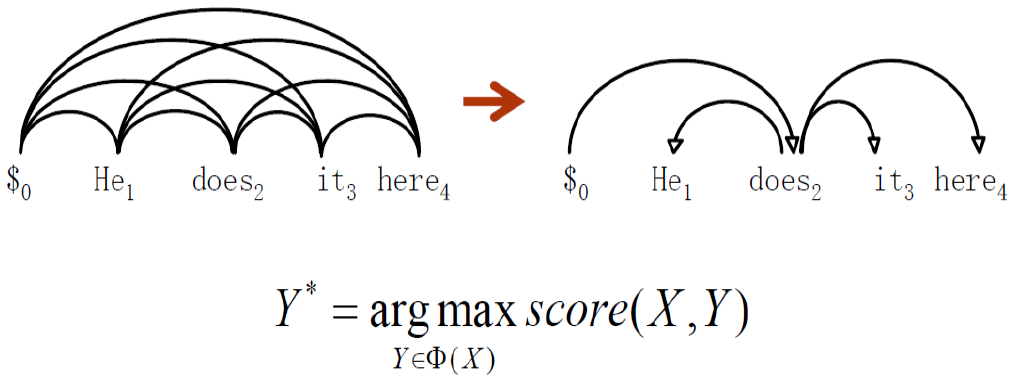 $₀ He₁ does₂ it₃ here₄ $₀ He₁ does₂ it₃ here₄
Y* = arg max score(X,Y)
Y∈Φ(X)